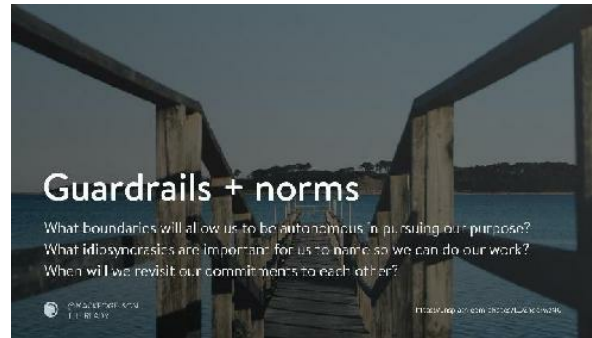 Guardrails + norms
What boundaries will allow us to be autonomous in pursuing our purpose?
What idiosyncrasies are important for us to name so we can do our work?
When will we revisit our commitments to each other?